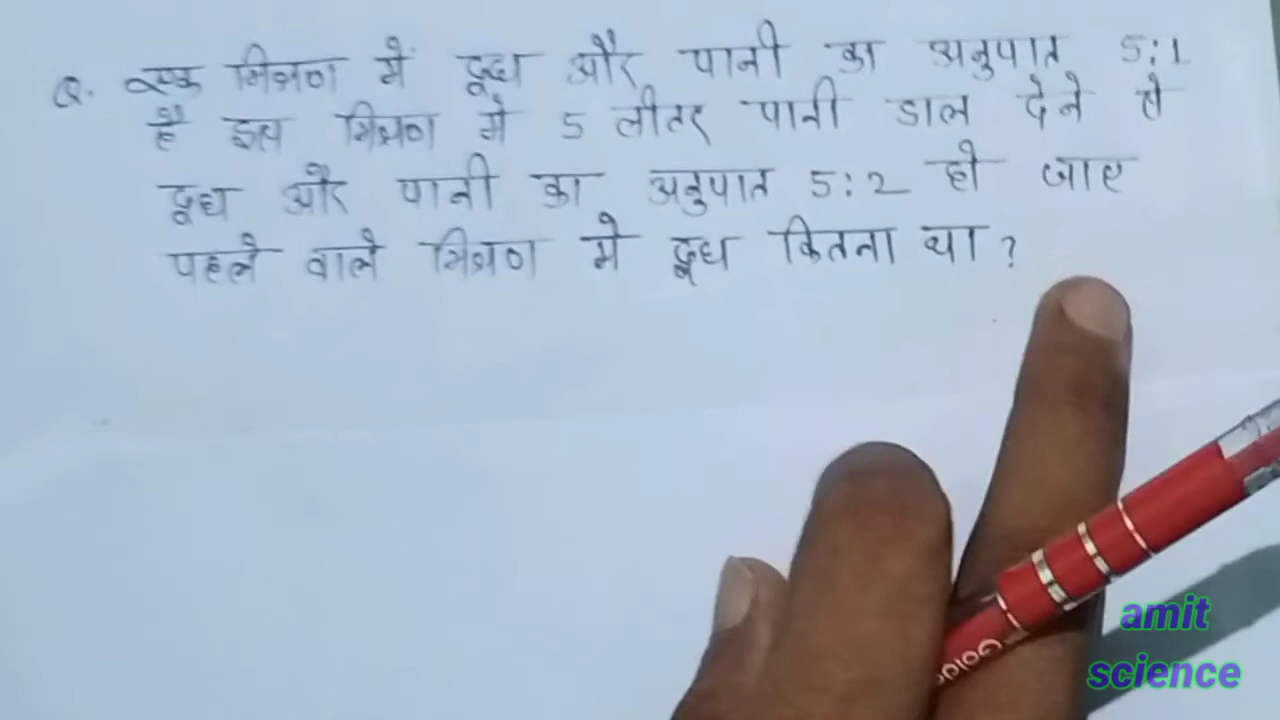 Q. एक मिश्रण में दूध और पानी का अनुपात 5:1
है इस मिश्रण में 5 लीटर पानी डाल देने से
दूध और पानी का अनुपात 5:2 हो जाए
पहले वाले मिश्रण मे दूध कितना था ?
Golde
amit
science